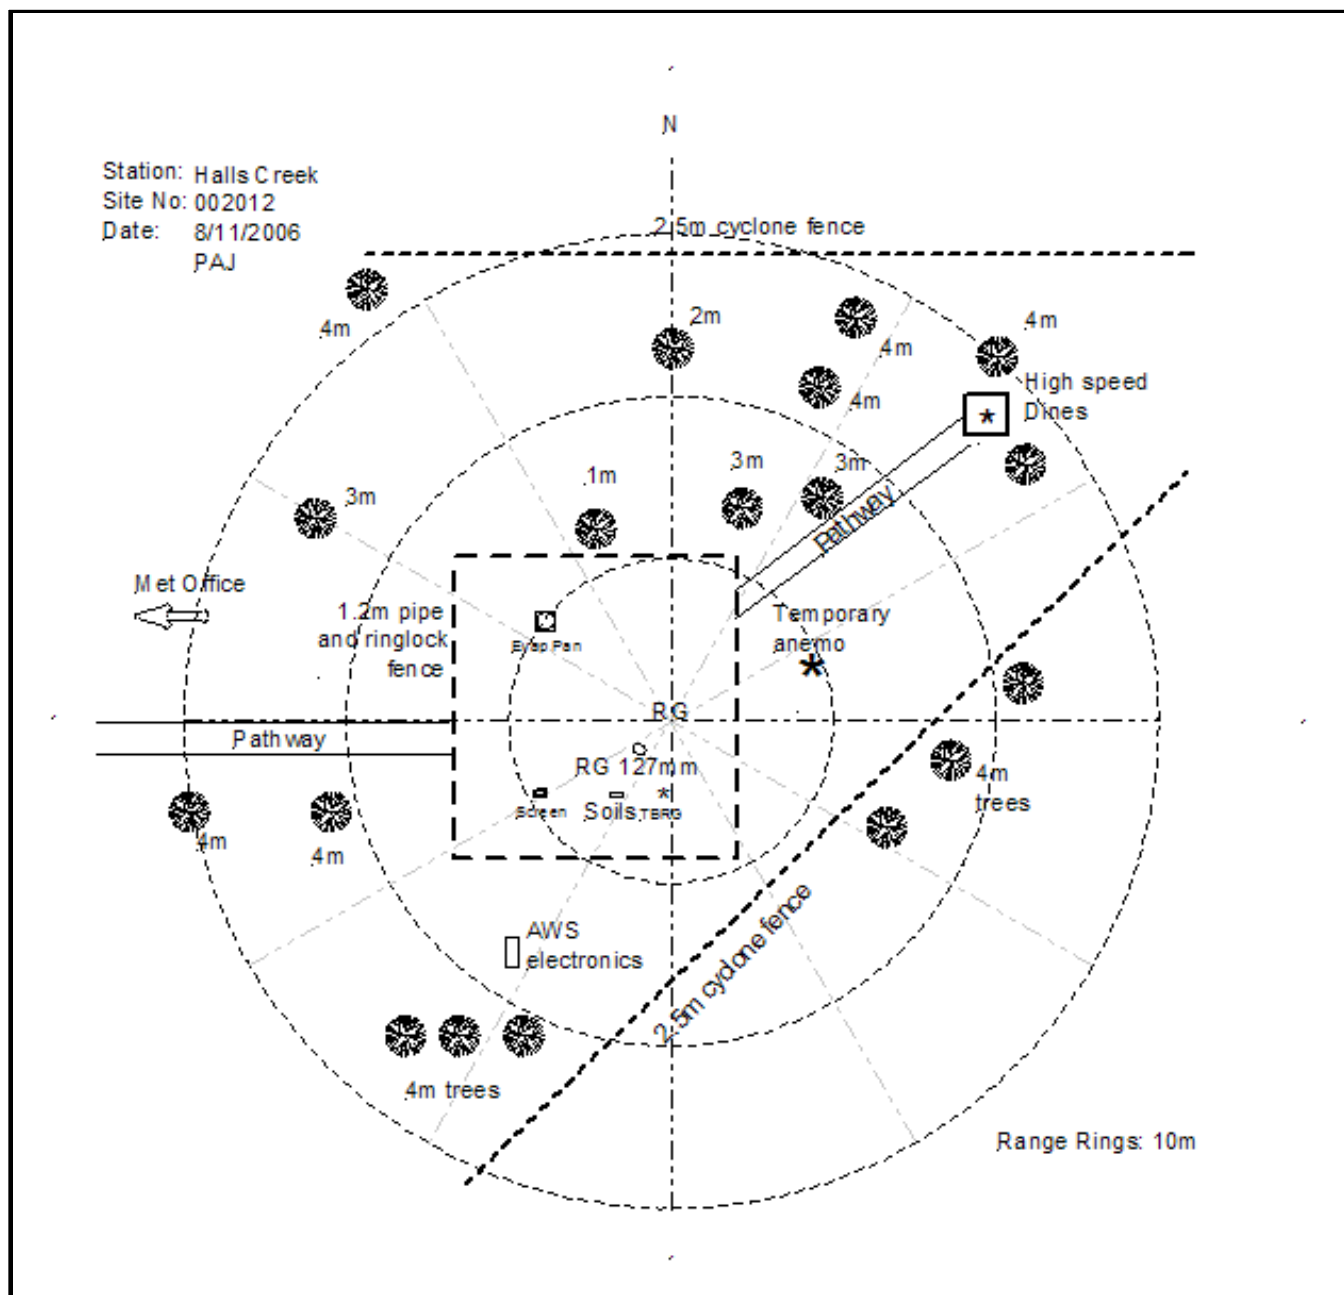 N
Station: Halls Creek
Site No: 002012
Date: 8/11/2006
PAJ
2.5m cyclone fence
4m
2m
4m
4m
4m
High speed
Dines
3m
1m
3m
3m
Pathway
Met Office
1.2m pipe
and ringlock
fence
Evap Pan
Temporary
anemo
RG
Pathway
RG 127mm
Screen
Soils
TBRG
4m
trees
4m
4m
2.5m cyclone fence
AWS
electronics
4m trees
Range Rings: 10m